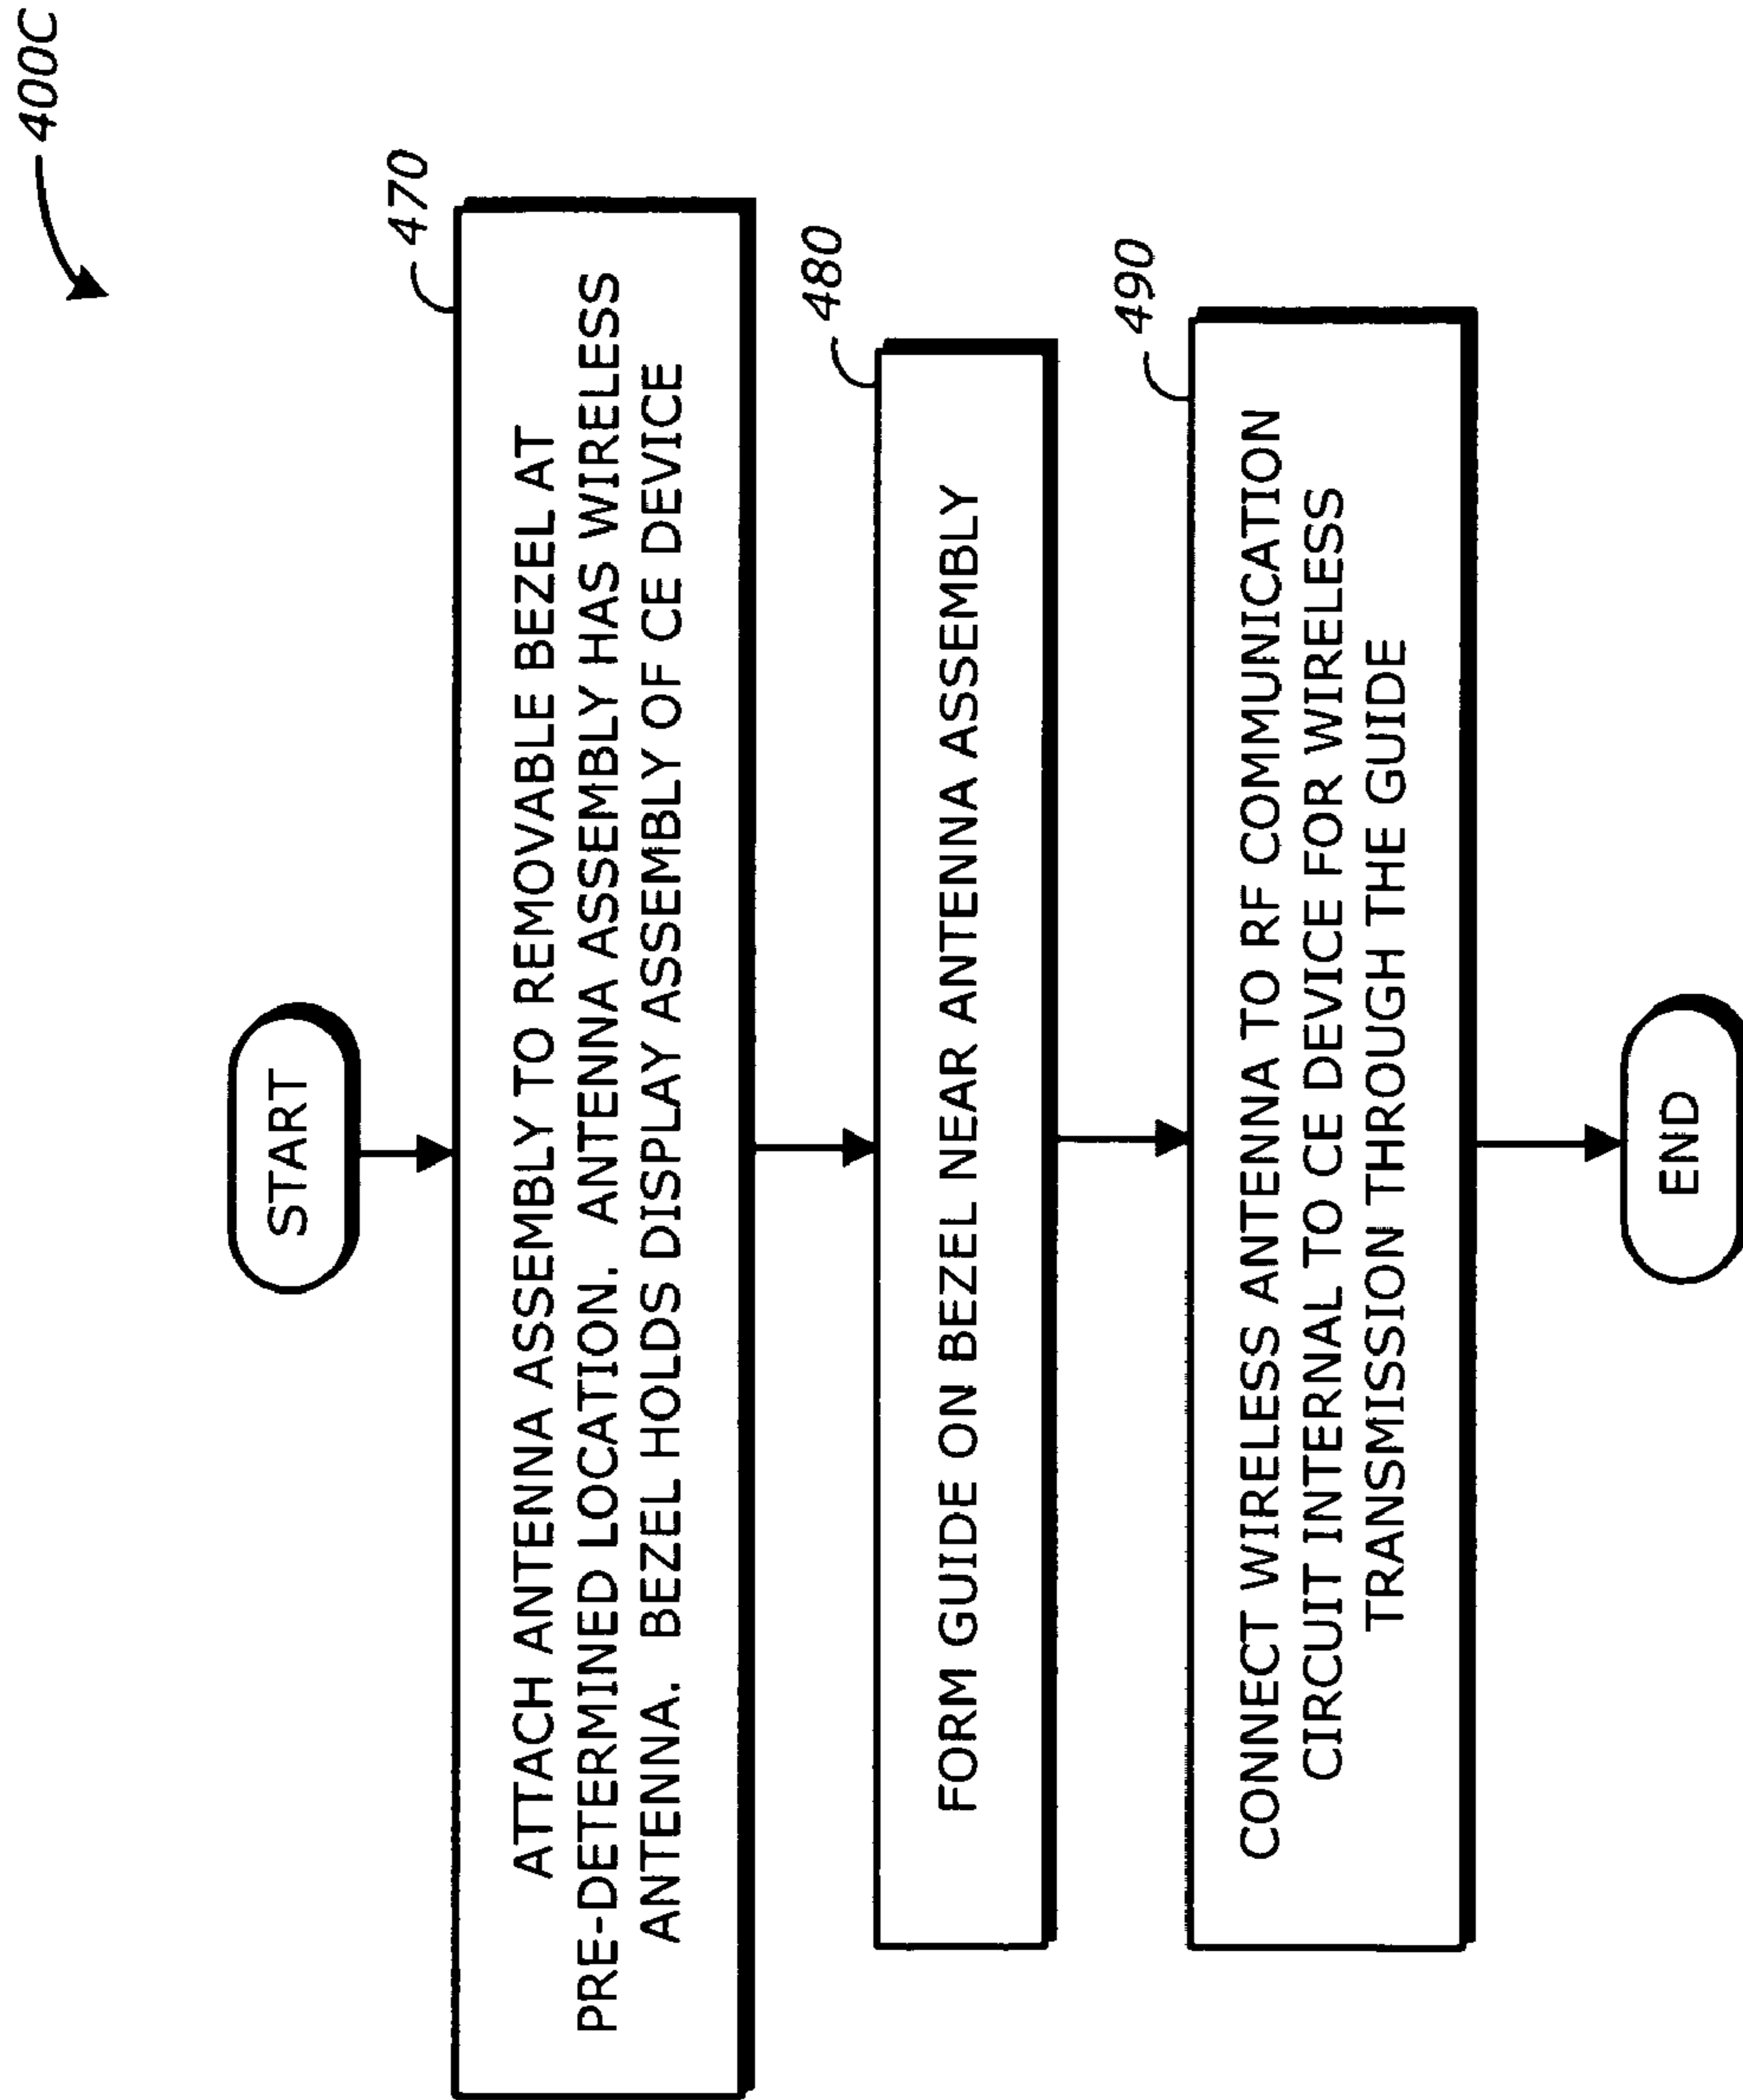 400C
START
470
ATTACH ANTENNA ASSEMBLY TO REMOVABLE BEZEL AT
PRE-DETERMINED LOCATION. ANTENNA ASSEMBLY HAS WIRELESS
ANTENNA. BEZEL HOLDS DISPLAY ASSEMBLY OF CE DEVICE
480
FORM GUIDE ON BEZEL NEAR ANTENNA ASSEMBLY
490
CONNECT WIRELESS ANTENNA TO RF COMMUNICATION
CIRCUIT INTERNAL TO CE DEVICE FOR WIRELESS
TRANSMISSION THROUGH THE GUIDE
END